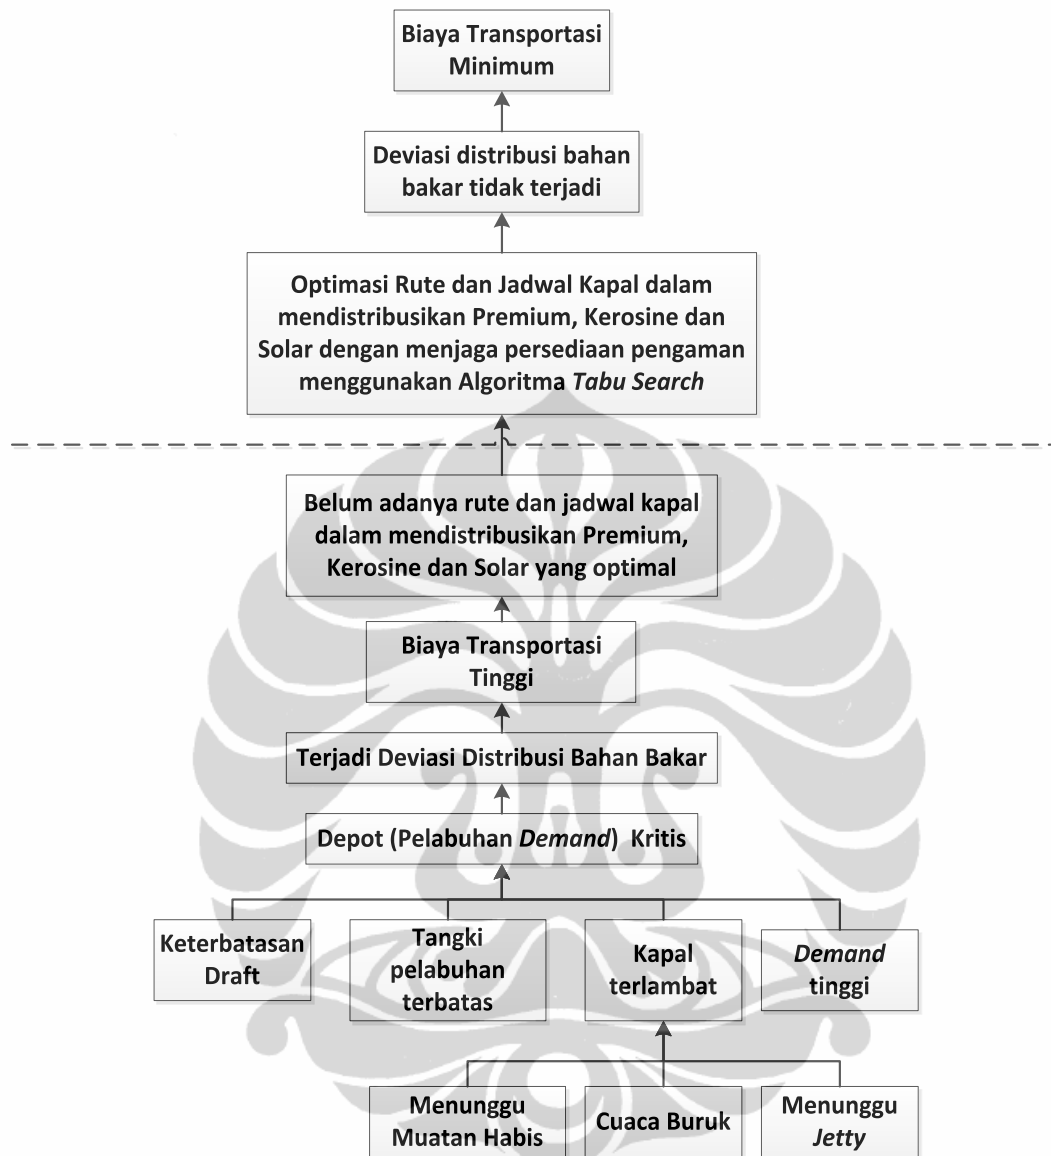 Biaya Transportasi
Minimum
Deviasi distribusi bahan
bakar tidak terjadi
Optimasi Rute dan Jadwal Kapal dalam
mendistribusikan Premium, Kerosine dan
Solar dengan menjaga persediaan pengaman
menggunakan Algoritma Tabu Search
Belum adanya rute dan jadwal kapal
dalam mendistribusikan Premium,
Kerosine dan Solar yang optimal
Biaya Transportasi
Tinggi
Terjadi Deviasi Distribusi Bahan Bakar
Depot (Pelabuhan Demand) Kritis
Keterbatasan
Draft
Tangki
pelabuhan
terbatas
Kapal
terlambat
Demand
tinggi
Menunggu
Muatan Habis
Cuaca Buruk
Menunggu
Jetty